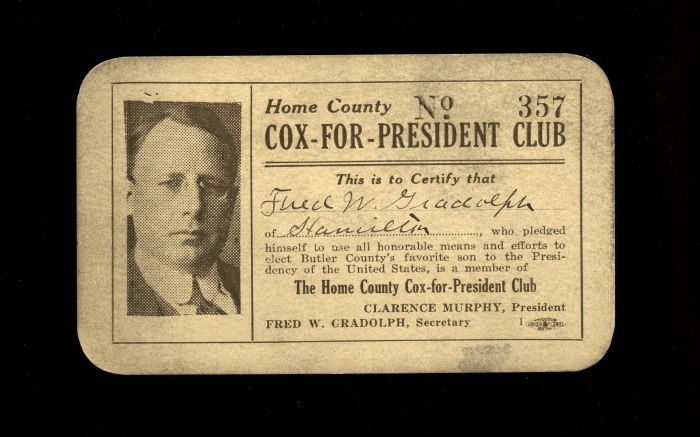 Home County Nº 357
COX-FOR-PRESIDENT CLUB
This is to Certify that
Fred W. Gradolph
of Hamilton, who pledged
himself to use all honorable means and efforts to
elect Butler County's favorite son to the Presi-
dency of the United States, is a member of
The Home County Cox-for-President Club
CLARENCE MURPHY, President
FRED W. GRADOLPH, Secretary 1